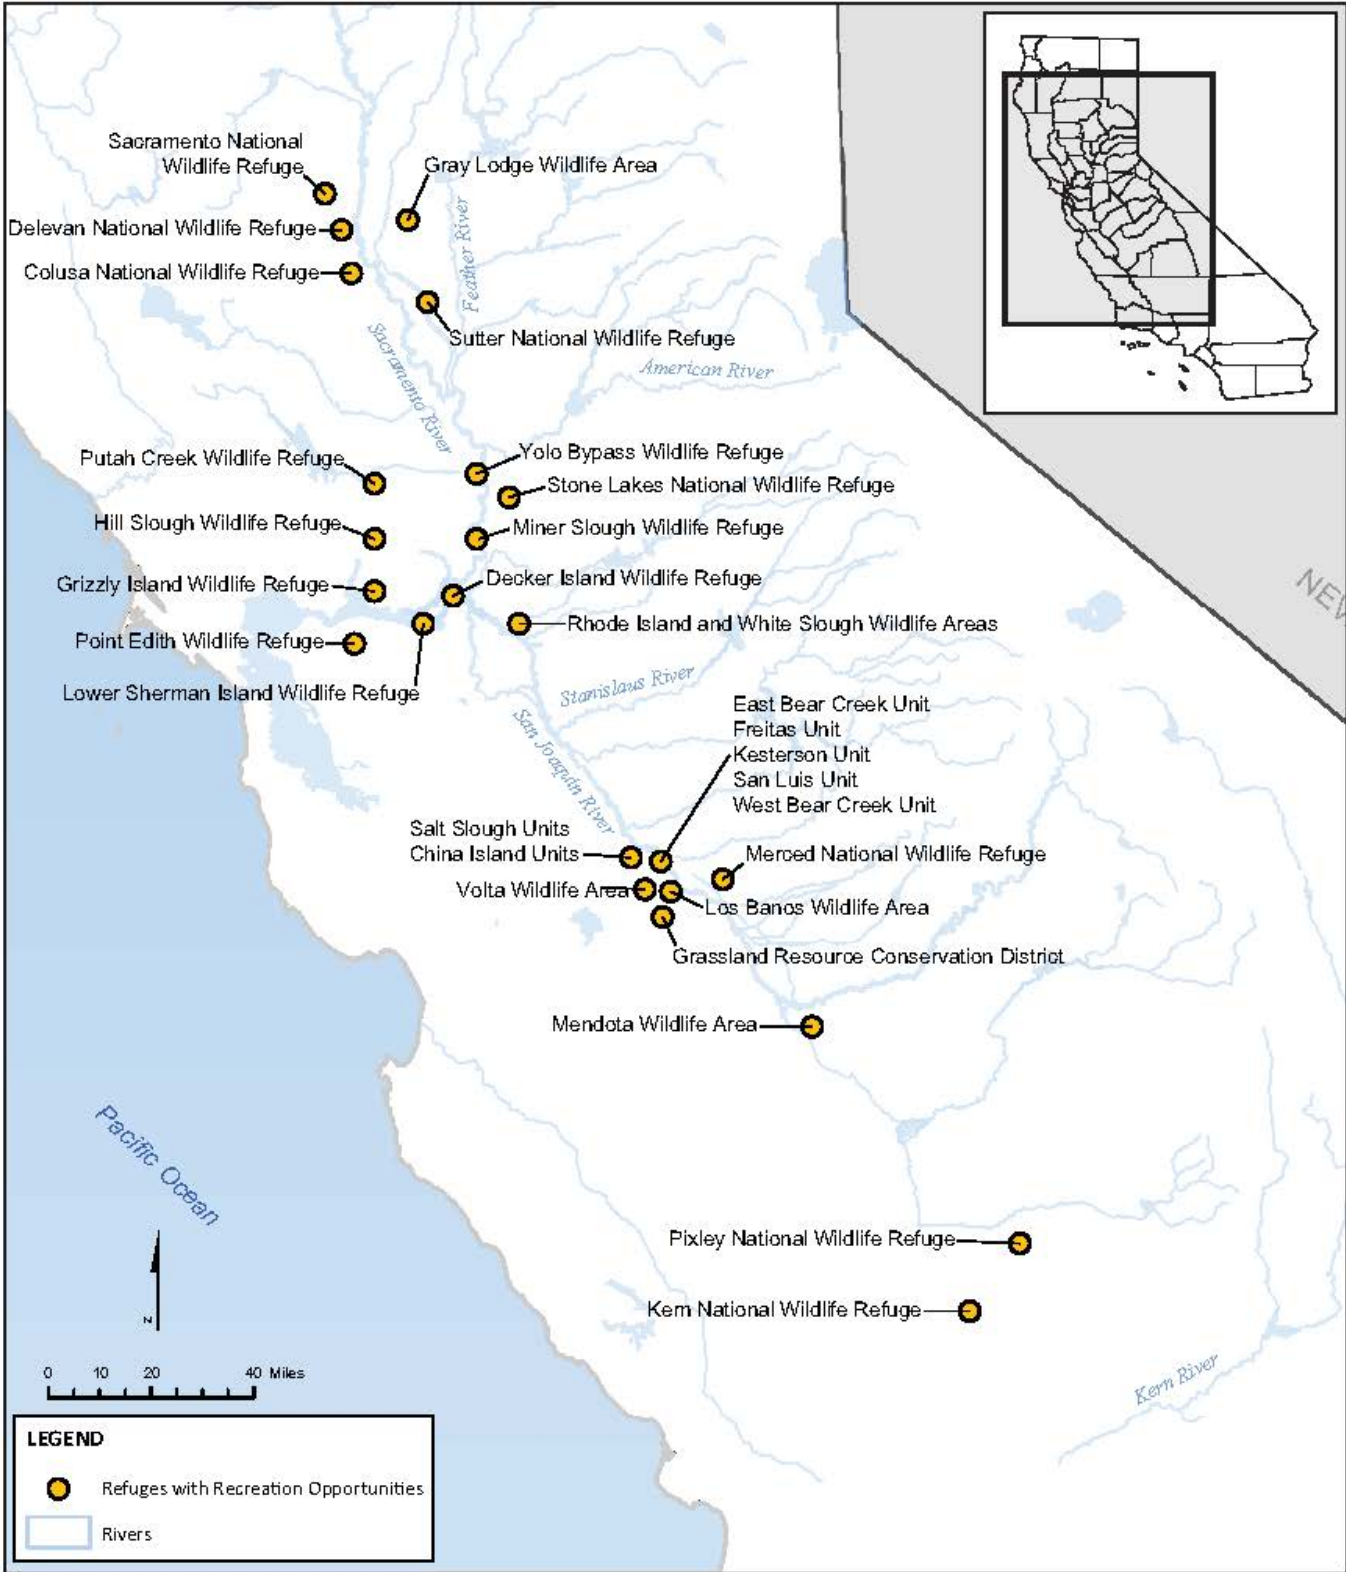 Sacramento National
Wildlife Refuge
Gray Lodge Wildlife Area
Delevan National Wildlife Refuge
Colusa National Wildlife Refuge
Feather River
Sutter National Wildlife Refuge
Sacramento River
American River
Putah Creek Wildlife Refuge
Yolo Bypass Wildlife Refuge
Stone Lakes National Wildlife Refuge
Hill Slough Wildlife Refuge
Miner Slough Wildlife Refuge
Grizzly Island Wildlife Refuge
Decker Island Wildlife Refuge
NEV
Rhode Island and White Slough Wildlife Areas
Point Edith Wildlife Refuge
Lower Sherman Island Wildlife Refuge
Stanislaus River
San Joaquin River
East Bear Creek Unit
Freitas Unit
Kesterson Unit
San Luis Unit
West Bear Creek Unit
Salt Slough Units
China Island Units
Merced National Wildlife Refuge
Volta Wildlife Area
Los Banos Wildlife Area
Grassland Resource Conservation District
Mendota Wildlife Area
Pacific Ocean
Pixley National Wildlife Refuge
Kern National Wildlife Refuge
Kern River
N
0 10 20 40 Miles
LEGEND
Refuges with Recreation Opportunities
Rivers